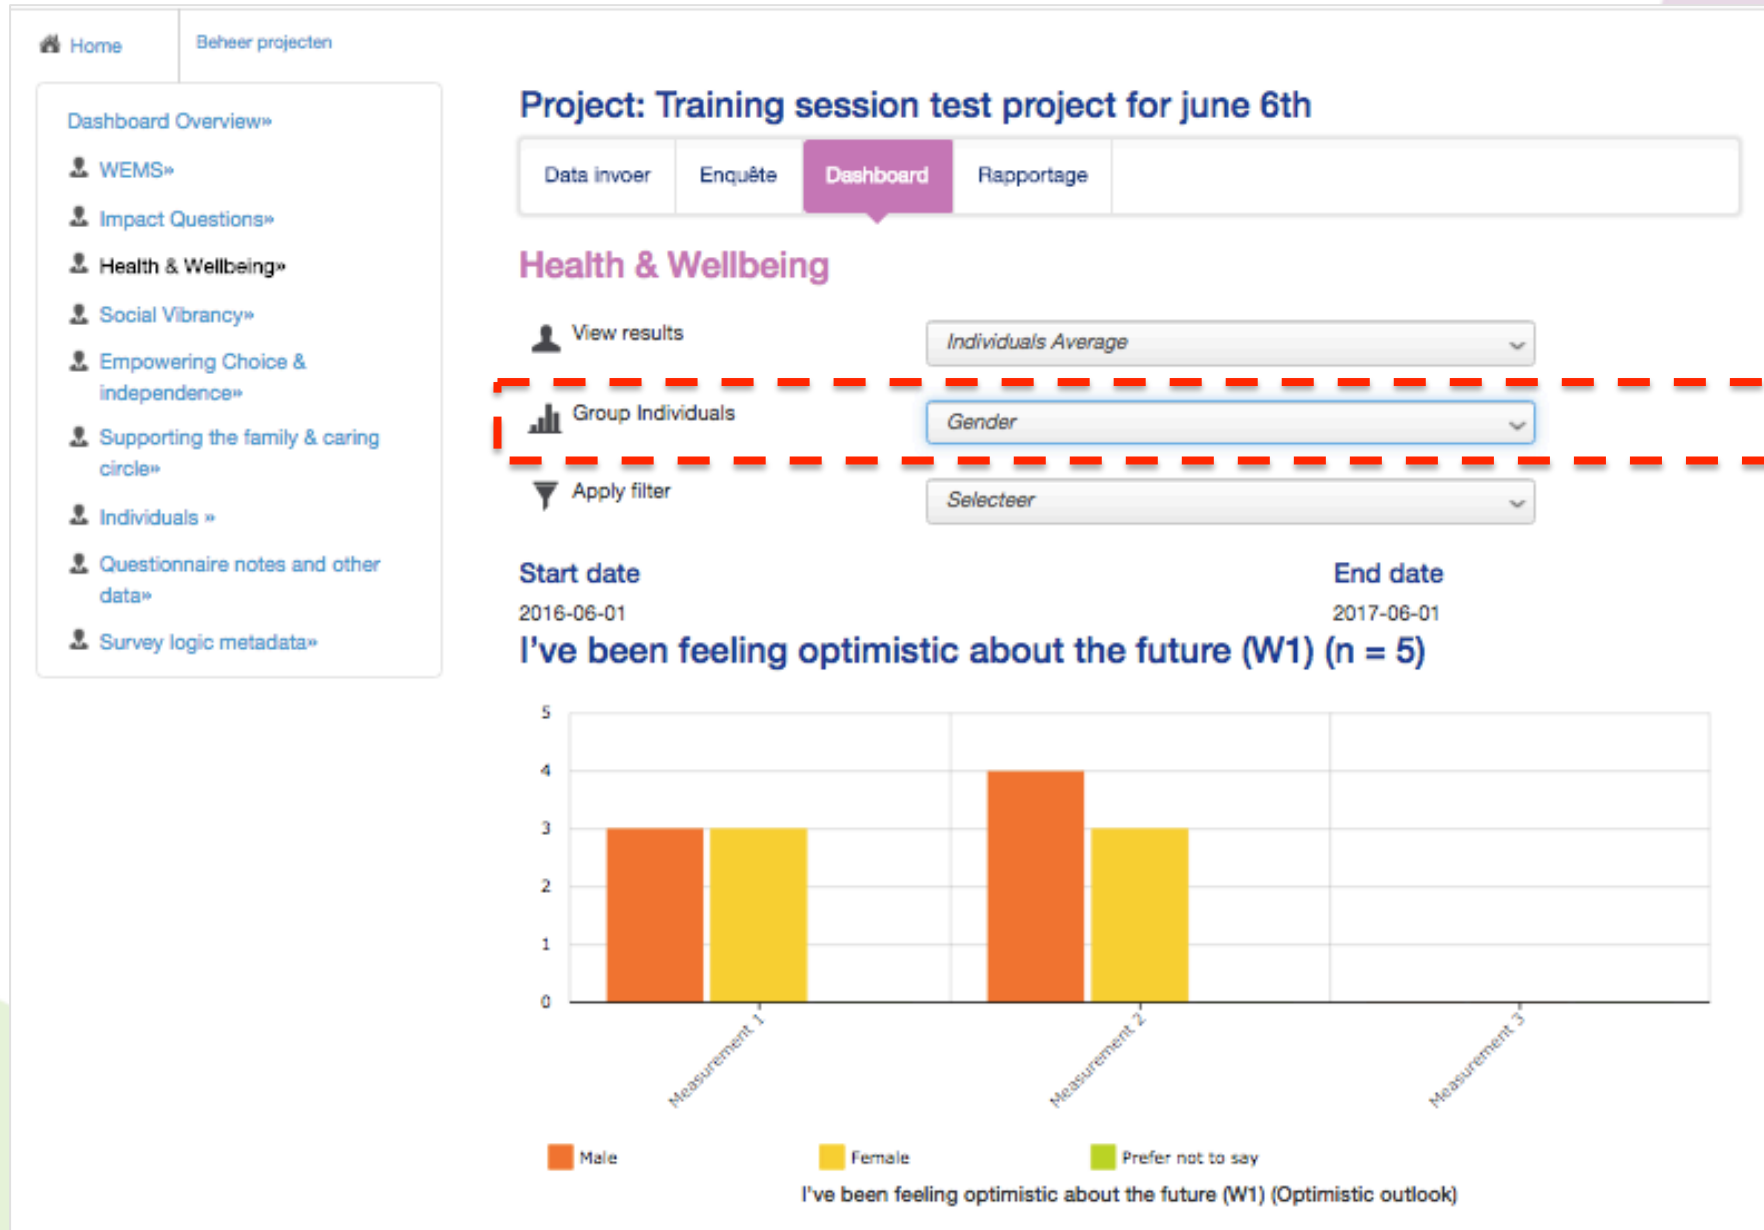 Home
Beheer projecten
Dashboard Overview»
WEMS»
Impact Questions»
Health & Wellbeing»
Social Vibrancy»
Empowering Choice &
independence»
Supporting the family & caring
circle»
Individuals »
Questionnaire notes and other
data»
Survey logic metadata»
Project: Training session test project for june 6th
Data invoer
Enquête
Dashboard
Rapportage
Health & Wellbeing
View results
Individuals Average
Group Individuals
Gender
Apply filter
Selecteer
Start date
End date
2016-06-01
2017-06-01
I've been feeling optimistic about the future (W1) (n = 5)
5
4
3
2
1
0
Measurement 1
Measurement 2
Measurement 3
Male
Female
Prefer not to say
I've been feeling optimistic about the future (W1) (Optimistic outlook)